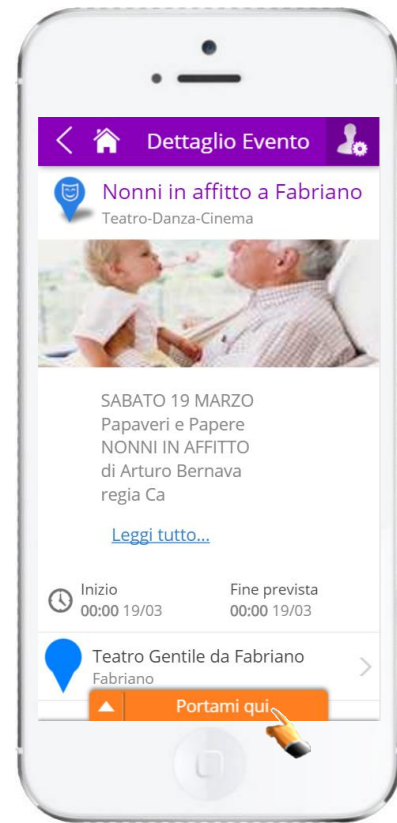 Dettaglio Evento
Nonni in affitto a Fabriano
Teatro-Danza-Cinema
SABATO 19 MARZO
Papaveri e Papere
NONNI IN AFFITTO
di Arturo Bernava
regia Ca
Leggi tutto...
Inizio
00:00 19/03
Fine prevista
00:00 19/03
Teatro Gentile da Fabriano
Fabriano
Portami qui